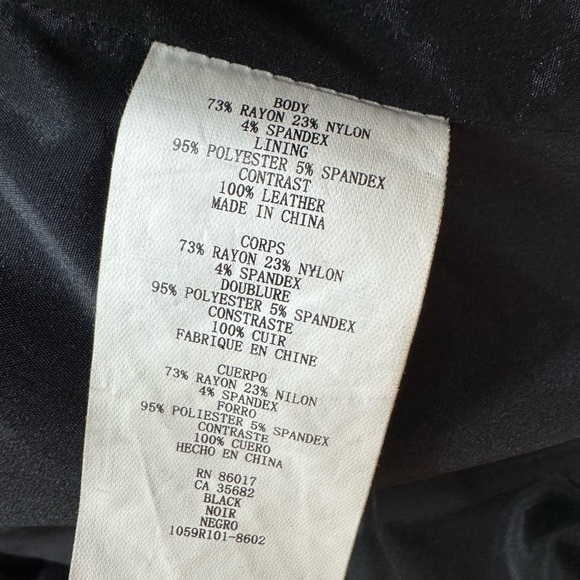 BODY
73% RAYON 23% NYLON
4% SPANDEX
LINING
95% POLYESTER 5% SPANDEX
CONTRAST
100% LEATHER
MADE IN CHINA
CORPS
73% RAYON 23% NYLON
4% SPANDEX
DOUBLURE
95% POLYESTER 5% SPANDEX
CONSTRASTE
100% CUIR
FABRIQUE EN CHINE
CUERPO
73% RAYON 23% NILON
4% SPANDEX
FORRO
95% POLIESTER 5% SPANDEX
CONTRASTE
100% CUERO
HECHO EN CHINA
RN 86017
CA 35682
BLACK
NOIR
NEGRO
1059R101-8602